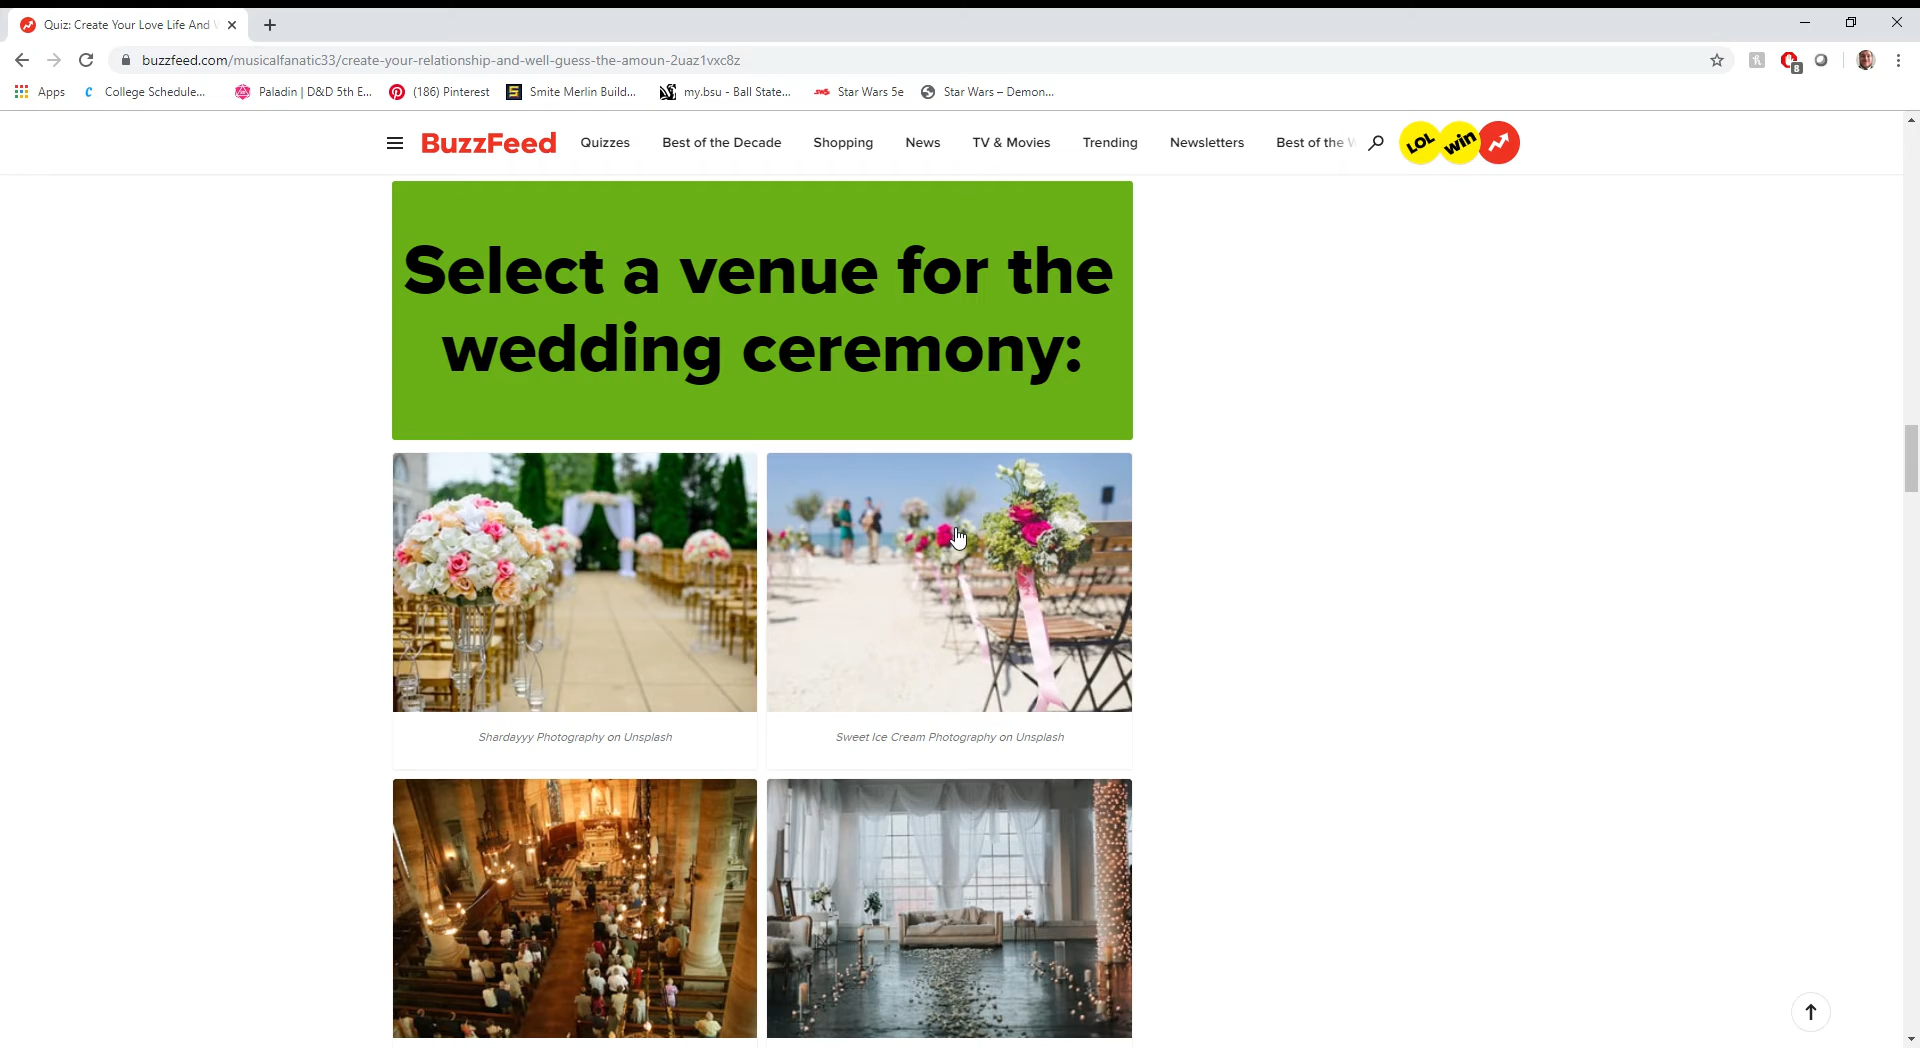 Quiz: Create Your Love Life And
buzzfeed.com/musicalfanatic33/create-your-relationship-and-well-guess-the-amoun-2uaz1vxc8z
8
Apps
College Schedule...
Paladin | D&D 5th E...
(186) Pinterest
Smite Merlin Build...
my.bsu - Ball State...
Star Wars 5e
Star Wars – Demon...
BuzzFeed
Quizzes
Best of the Decade
Shopping
News
TV & Movies
Trending
Newsletters
Best of the
LOL
win
Select a venue for the
wedding ceremony:
Shardayyy Photography on Unsplash
Sweet Ice Cream Photography on Unsplash